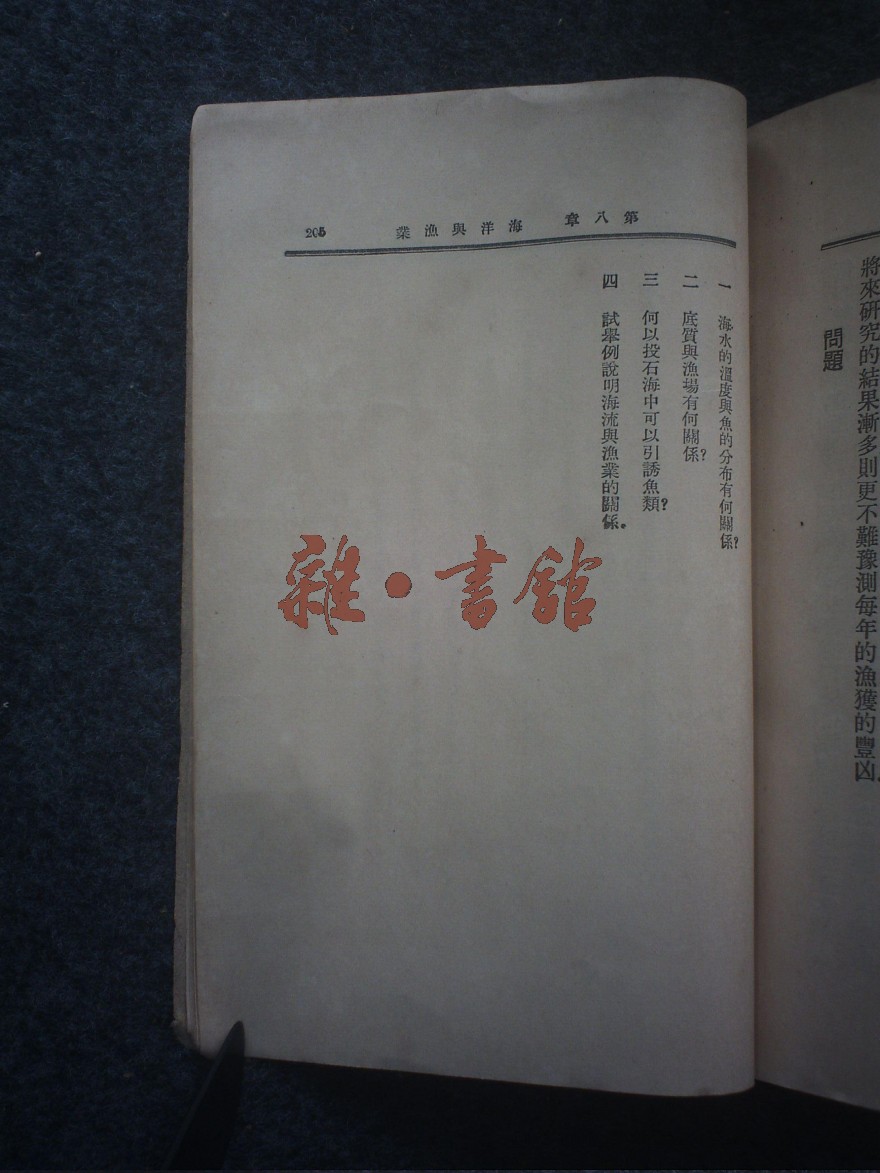 將來研究的結果漸多則更不難豫測每年的漁獲的豐凶.
問題
第八章 海洋與漁業 205
一 海水的溫度與魚的分布有何關係?
二 底質與漁場有何關係?
三 何以投石海中可以引誘魚類?
四 試舉例說明海流與漁業的關係.
雜·書館